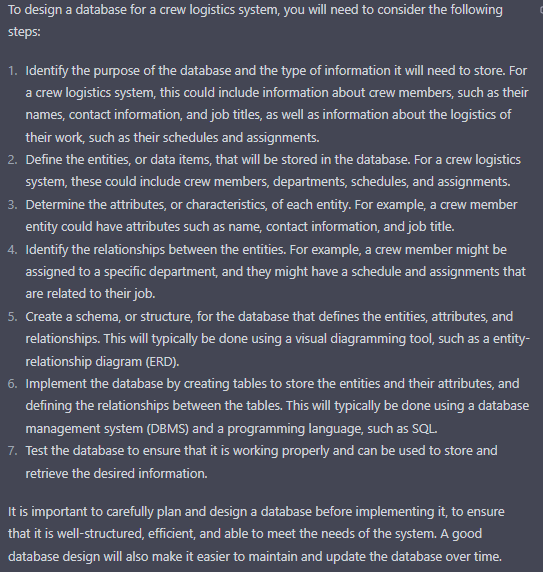 To design a database for a crew logistics system, you will need to consider the following
steps:
1. Identify the purpose of the database and the type of information it will need to store. For
a crew logistics system, this could include information about crew members, such as their
names, contact information, and job titles, as well as information about the logistics of
their work, such as their schedules and assignments.
2. Define the entities, or data items, that will be stored in the database. For a crew logistics
system, these could include crew members, departments, schedules, and assignments.
3. Determine the attributes, or characteristics, of each entity. For example, a crew member
entity could have attributes such as name, contact information, and job title.
4. Identify the relationships between the entities. For example, a crew member might be
assigned to a specific department, and they might have a schedule and assignments that
are related to their job.
5. Create a schema, or structure, for the database that defines the entities, attributes, and
relationships. This will typically be done using a visual diagramming tool, such as a entity-
relationship diagram (ERD).
6. Implement the database by creating tables to store the entities and their attributes, and
defining the relationships between the tables. This will typically be done using a database
management system (DBMS) and a programming language, such as SQL.
7. Test the database to ensure that it is working properly and can be used to store and
retrieve the desired information.
It is important to carefully plan and design a database before implementing it, to ensure
that it is well-structured, efficient, and able to meet the needs of the system. A good
database design will also make it easier to maintain and update the database over time.